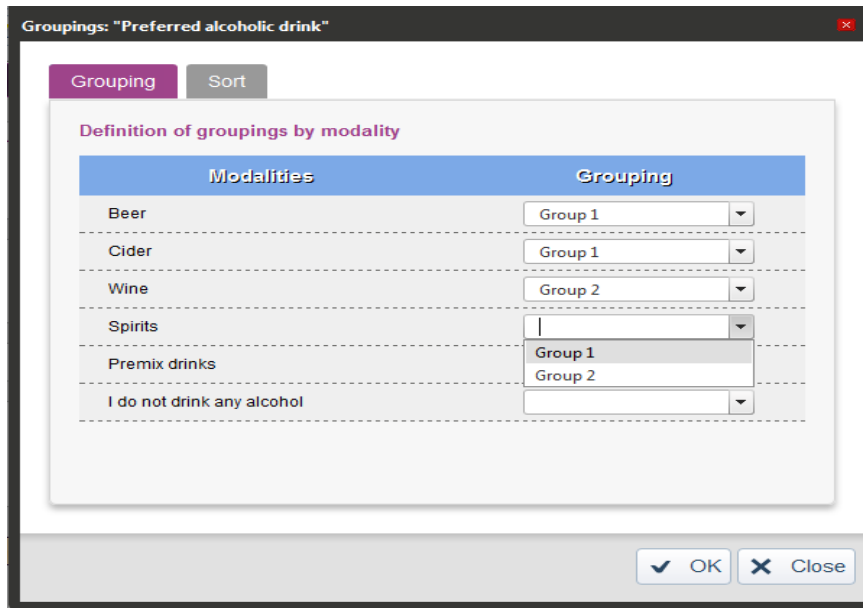 Groupings: "Preferred alcoholic drink"
Grouping Sort
Definition of groupings by modality
Modalities Grouping
Beer Group 1
Cider Group 1
Wine Group 2
Spirits
Group 1
Premix drinks
Group 2
I do not drink any alcohol
OK Close